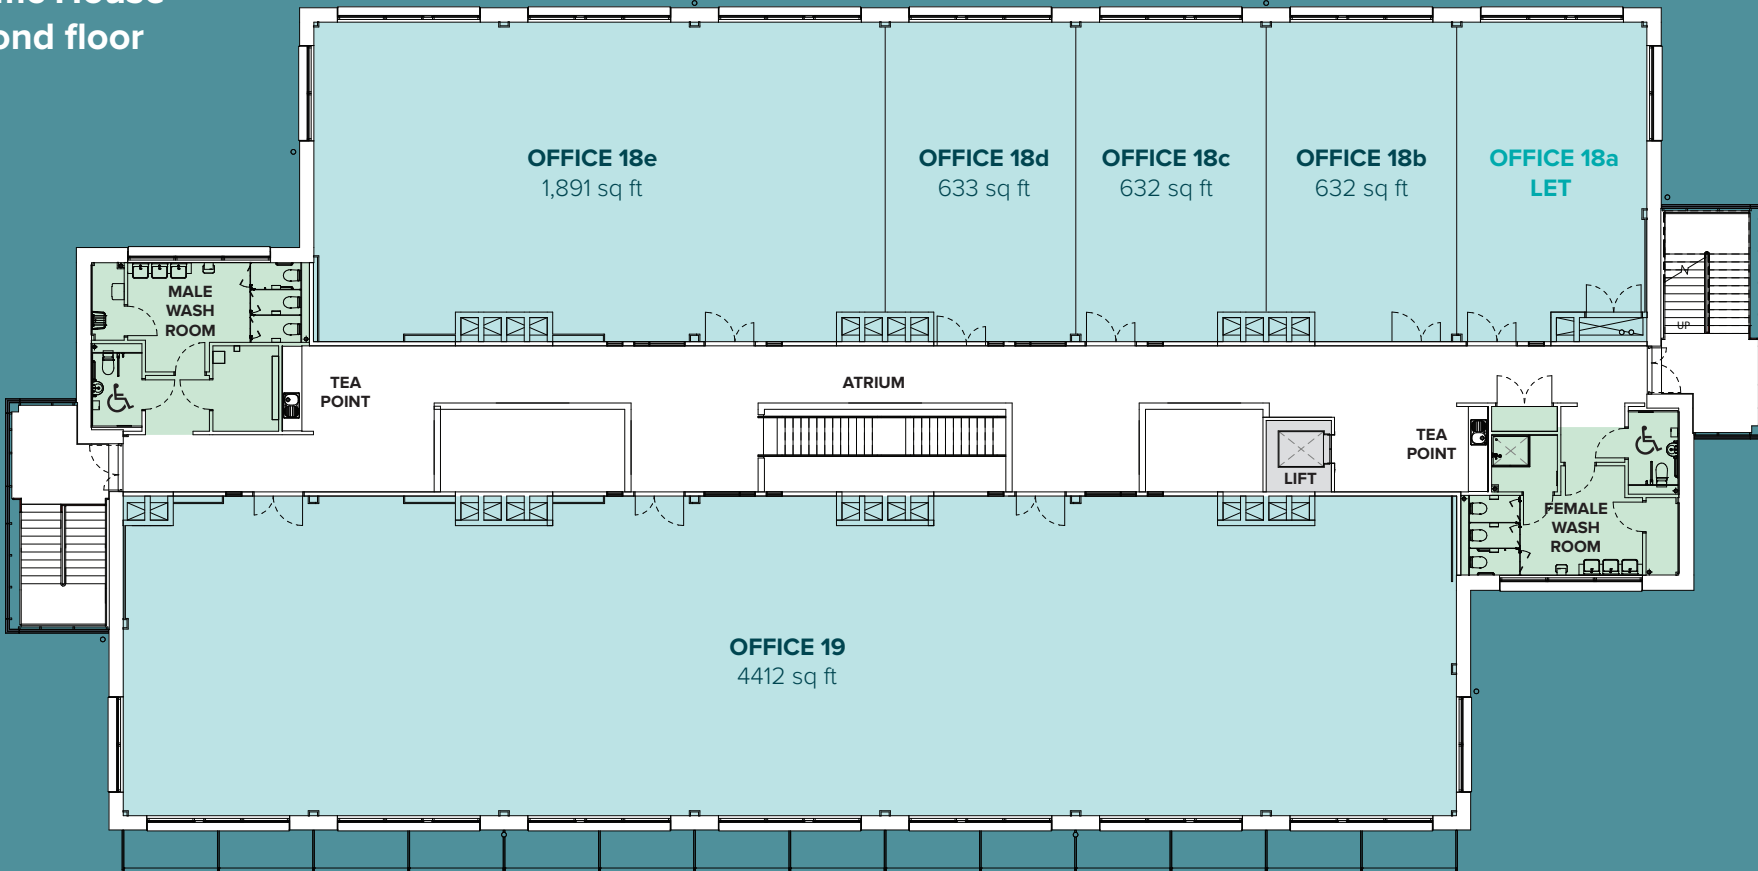 House
floor
OFFICE 18e
1,891 sq ft
OFFICE 18d
633 sq ft
OFFICE 18c
632 sq ft
OFFICE 18b
632 sq ft
OFFICE 18a
LET
MALE
WASH
ROOM
UP
TEA
POINT
ATRIUM
TEA
POINT
LIFT
FEMALE
WASH
ROOM
OFFICE 19
4412 sq ft